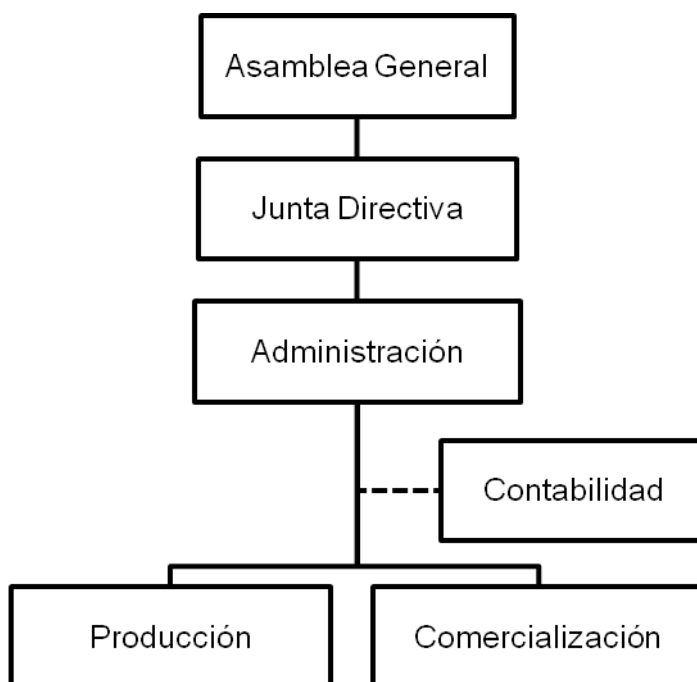 Asamblea General
Junta Directiva
Administración
Contabilidad
Producción
Comercialización